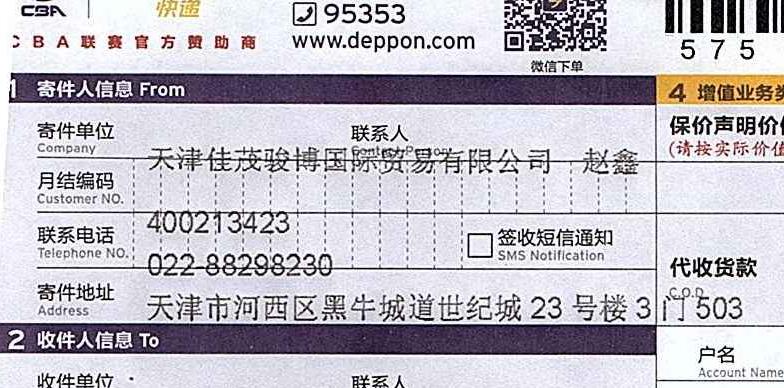 CBA 快递 95353
CBA联赛官方赞助商 www.deppon.com
微信下单
575
1 寄件人信息 From
4 增值业务类
寄件单位 联系人
Company Contact Person
天津佳茂骏博国际贸易有限公司 赵鑫
保价声明价值
(请按实际价值
月结编码
Customer NO.
400213423
联系电话 签收短信通知
Telephone NO. SMS Notification
022-88298230
代收货款
C.O.D
寄件地址
Address
天津市河西区黑牛城道世纪城 23 号楼 3 门 503
2 收件人信息 To
户名
Account Name
收件单位 联系人